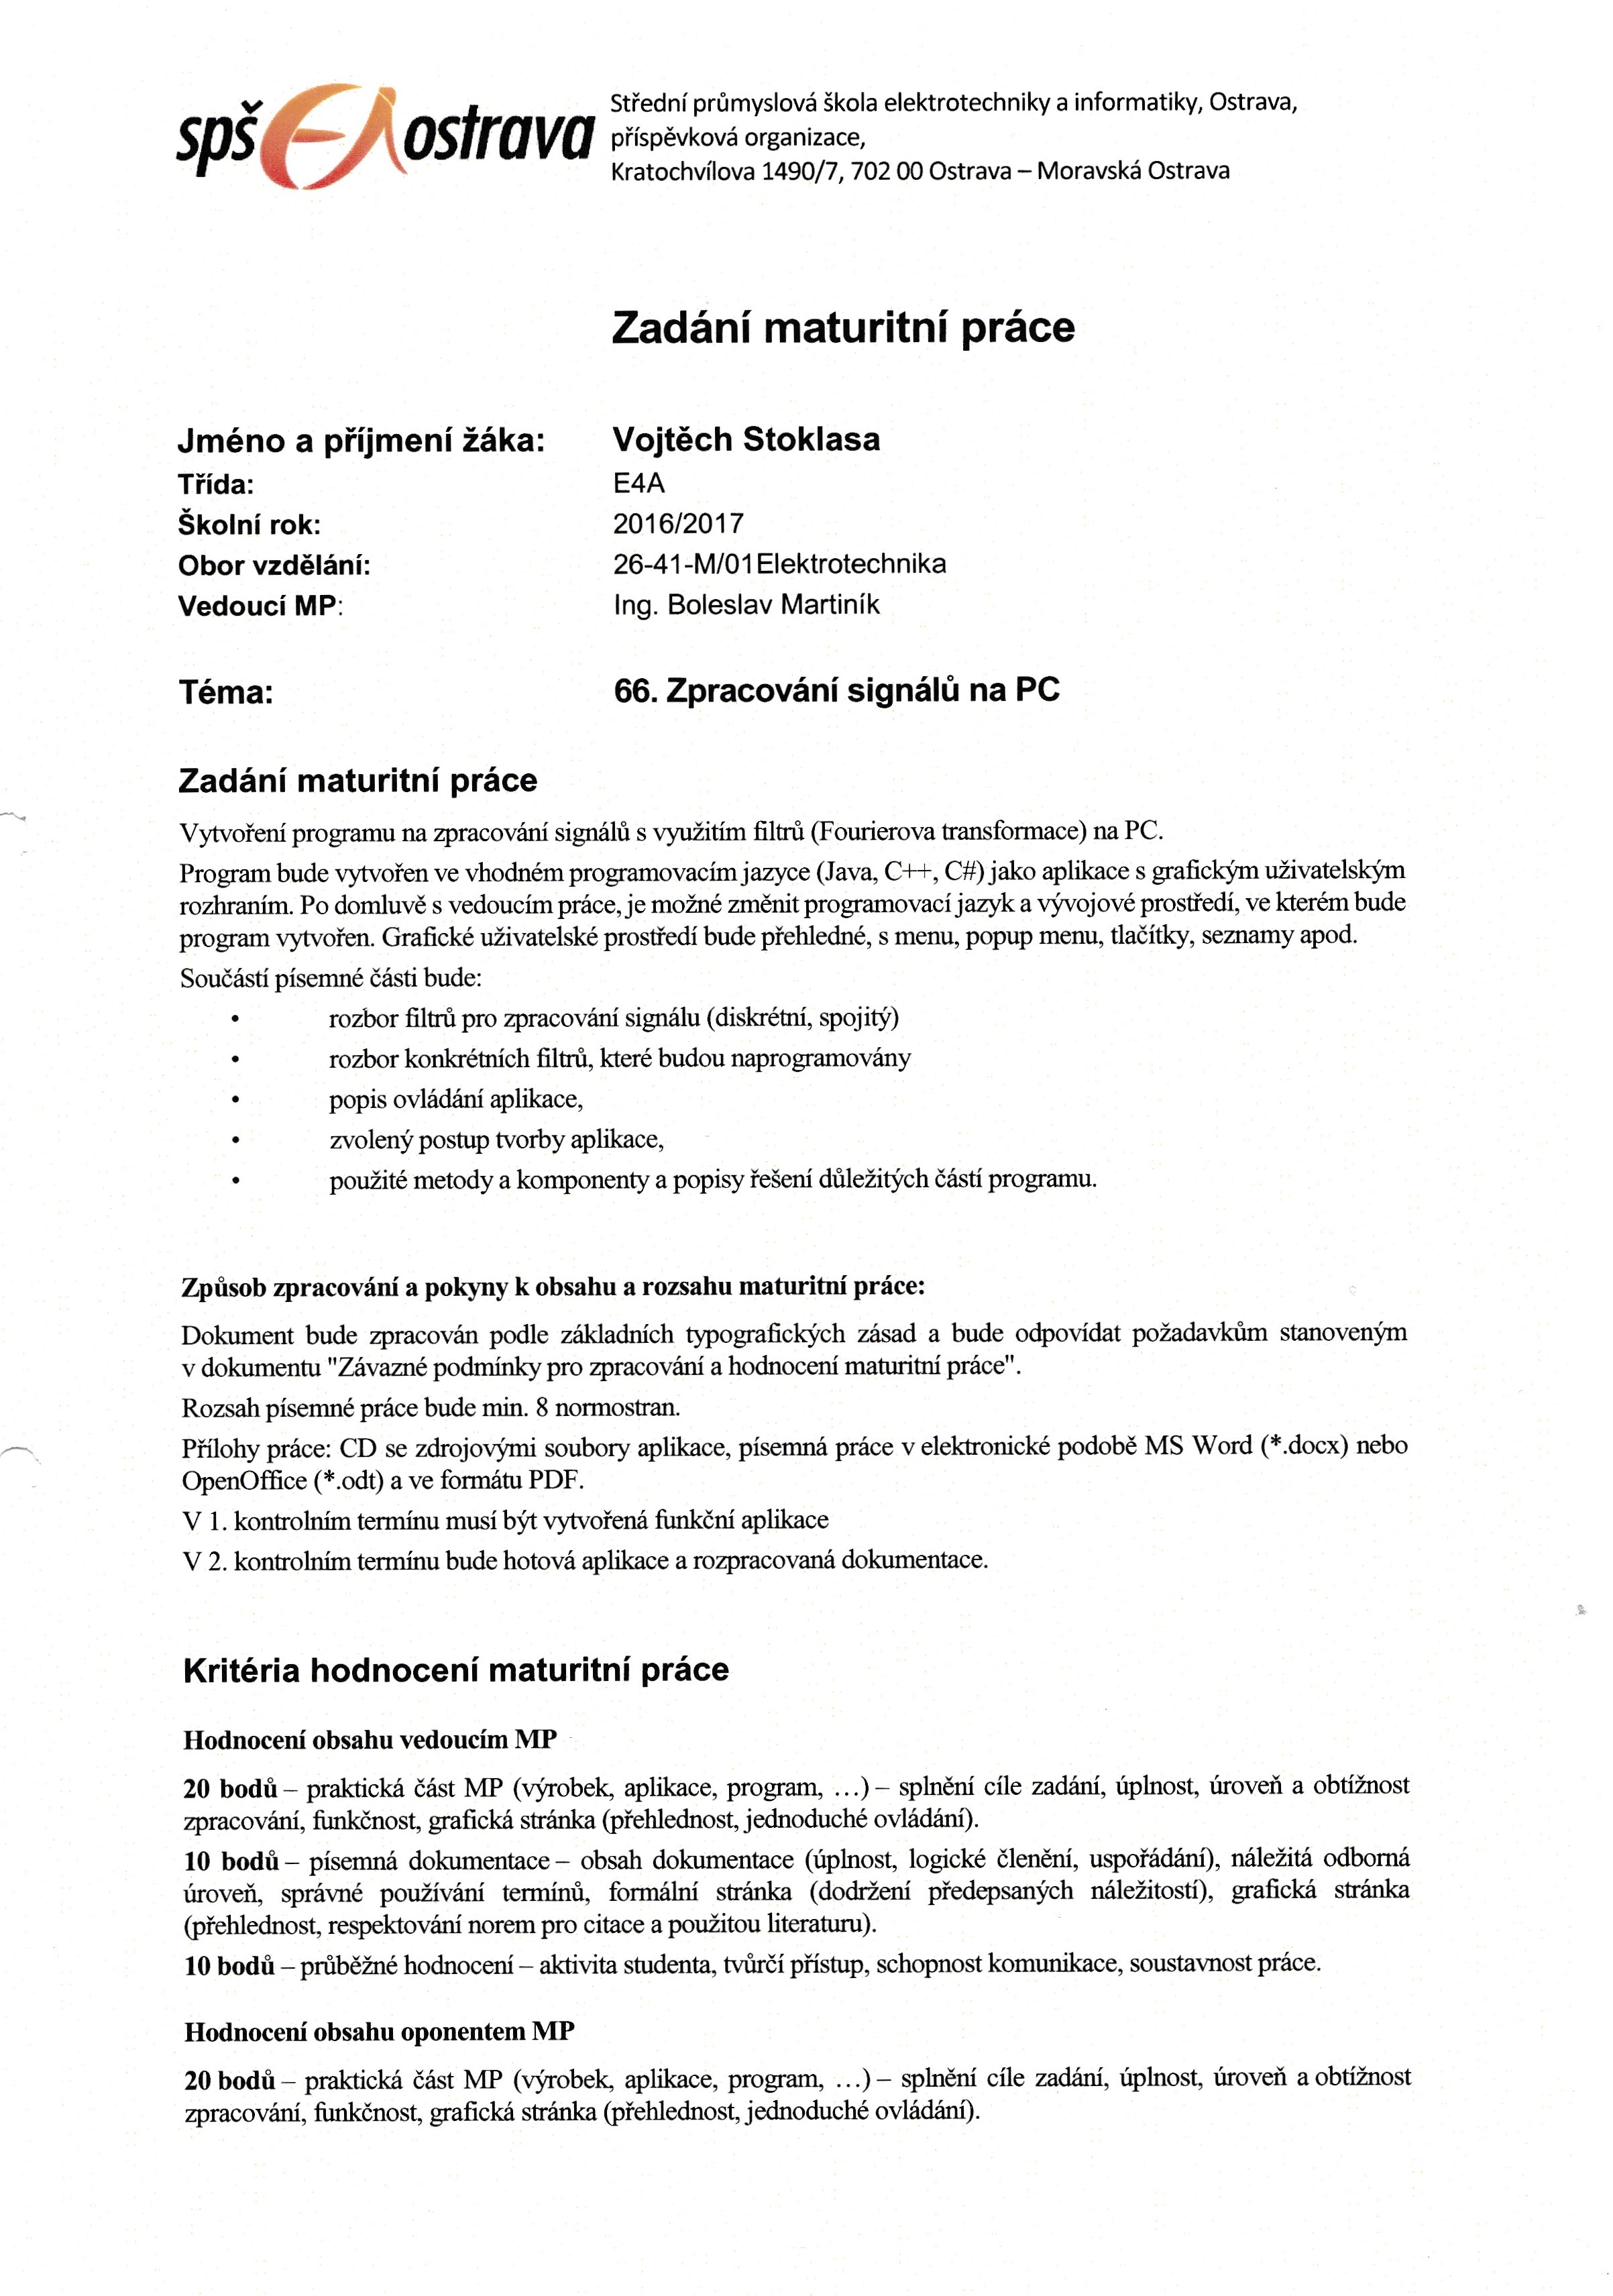 spš ostrava
Střední průmyslová škola elektrotechniky a informatiky, Ostrava,
příspěvková organizace,
Kratochvílova 1490/7, 702 00 Ostrava – Moravská Ostrava
Zadání maturitní práce
Jméno a příjmení žáka: Vojtěch Stoklasa
Třída: E4A
Školní rok: 2016/2017
Obor vzdělání: 26-41-M/01 Elektrotechnika
Vedoucí MP: Ing. Boleslav Martiník
Téma: 66. Zpracování signálů na PC
Zadání maturitní práce
Vytvoření programu na zpracování signálů s využitím filtrů (Fourierova transformace) na PC.
Program bude vytvořen ve vhodném programovacím jazyce (Java, C++, C#) jako aplikace s grafickým uživatelským
rozhraním. Po domluvě s vedoucím práce, je možné změnit programovací jazyk a vývojové prostředí, ve kterém bude
program vytvořen. Grafické uživatelské prostředí bude přehledné, s menu, popup menu, tlačítky, seznamy apod.
Součástí písemné části bude:
• rozbor filtrů pro zpracování signálu (diskrétní, spojitý)
• rozbor konkrétních filtrů, které budou naprogramovány
• popis ovládání aplikace,
• zvolený postup tvorby aplikace,
• použité metody a komponenty a popisy řešení důležitých částí programu.
Způsob zpracování a pokyny k obsahu a rozsahu maturitní práce:
Dokument bude zpracován podle základních typografických zásad a bude odpovídat požadavkům stanoveným
v dokumentu "Závazné podmínky pro zpracování a hodnocení maturitní práce".
Rozsah písemné práce bude min. 8 normostran.
Přílohy práce: CD se zdrojovými soubory aplikace, písemná práce v elektronické podobě MS Word (*.docx) nebo
OpenOffice (*.odt) a ve formátu PDF.
V 1. kontrolním termínu musí být vytvořená funkční aplikace
V 2. kontrolním termínu bude hotová aplikace a rozpracovaná dokumentace.
Kritéria hodnocení maturitní práce
Hodnocení obsahu vedoucím MP
20 bodů – praktická část MP (výrobek, aplikace, program, …) – splnění cíle zadání, úplnost, úroveň a obtížnost
zpracování, funkčnost, grafická stránka (přehlednost, jednoduché ovládání).
10 bodů – písemná dokumentace – obsah dokumentace (úplnost, logické členění, uspořádání), náležitá odborná
úroveň, správné používání termínů, formální stránka (dodržení předepsaných náležitostí), grafická stránka
(přehlednost, respektování norem pro citace a použitou literaturu).
10 bodů – průběžné hodnocení – aktivita studenta, tvůrčí přístup, schopnost komunikace, soustavnost práce.
Hodnocení obsahu oponentem MP
20 bodů – praktická část MP (výrobek, aplikace, program, …) – splnění cíle zadání, úplnost, úroveň a obtížnost
zpracování, funkčnost, grafická stránka (přehlednost, jednoduché ovládání).